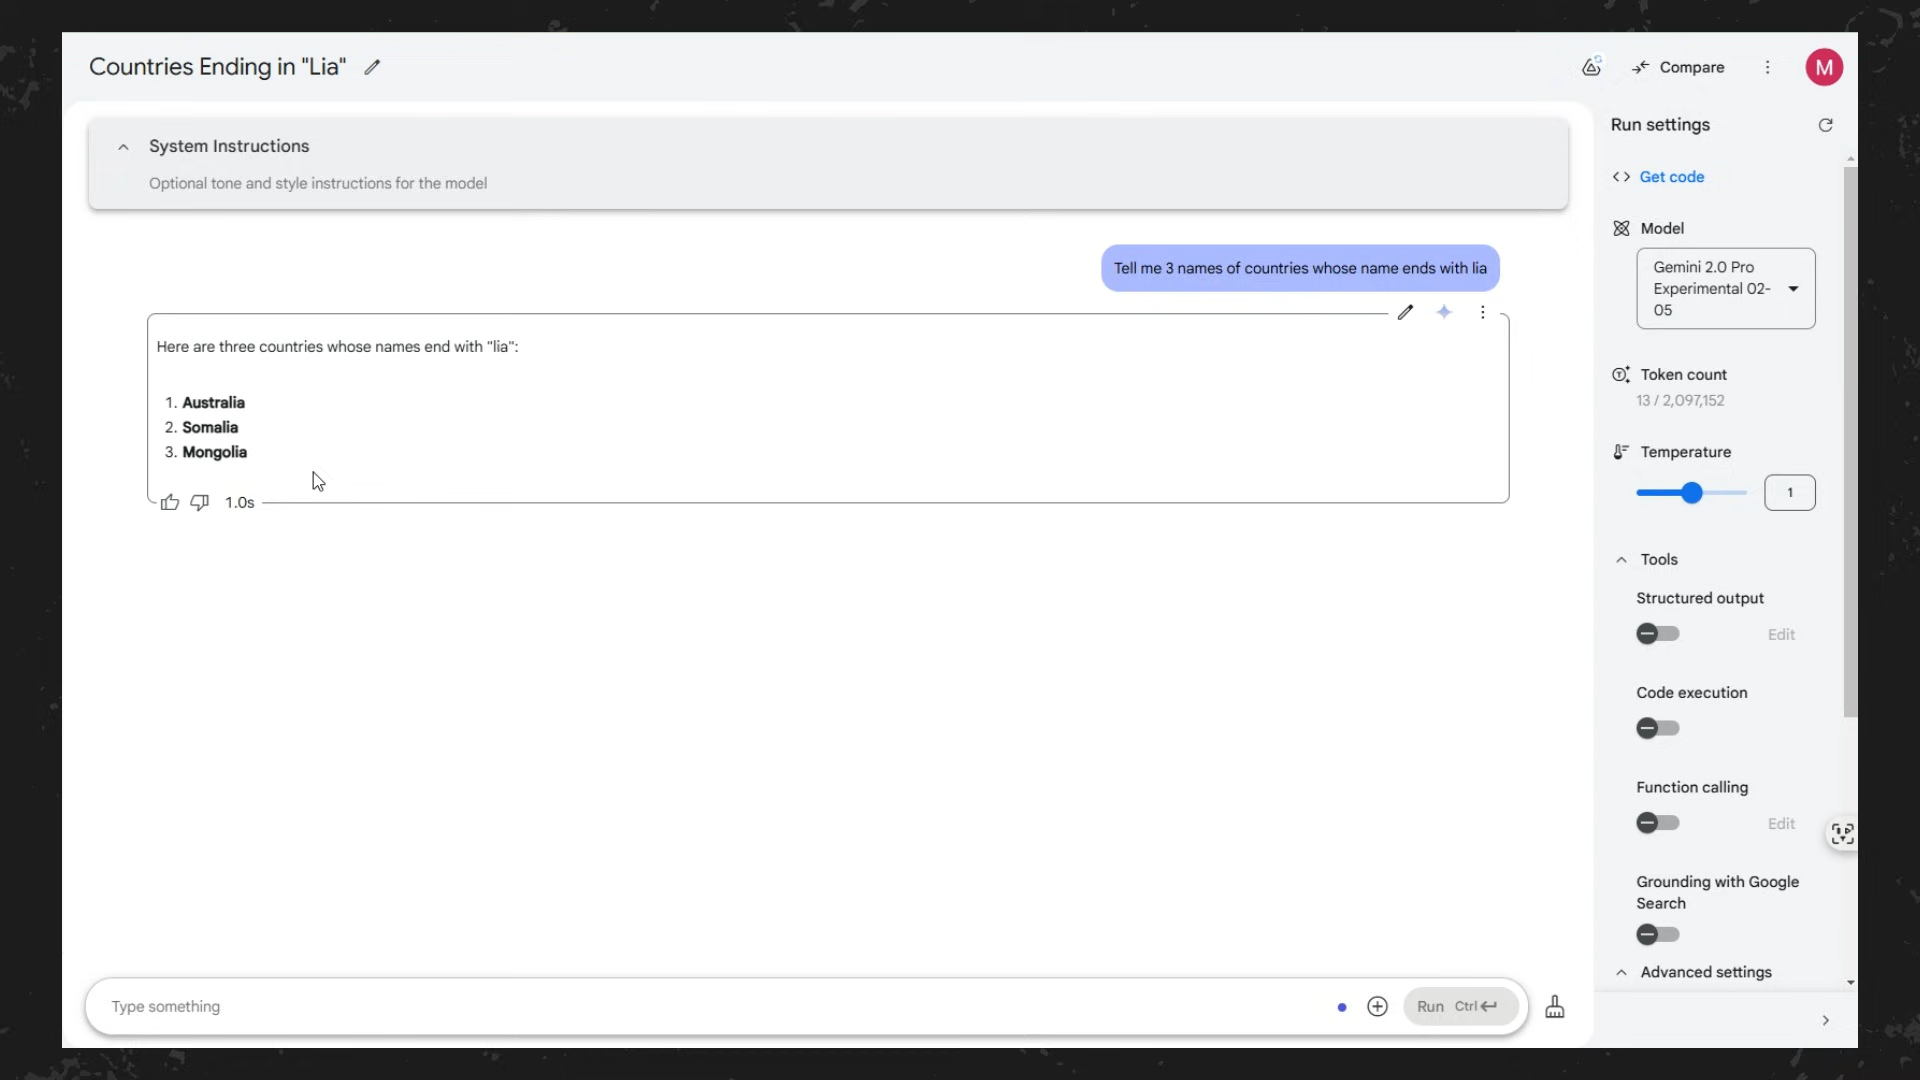 Countries Ending in "Lia"
Compare
M
System Instructions
Optional tone and style instructions for the model
Tell me 3 names of countries whose name ends with lia
Here are three countries whose names end with "lia":
1. Australia
2. Somalia
3. Mongolia
1.0s
Type something
Run Ctrl
Run settings
Get code
Model
Gemini 2.0 Pro
Experimental 02-
05
Token count
13 / 2,097,152
Temperature
1
Tools
Structured output
Edit
Code execution
Function calling
Edit
Grounding with Google
Search
Advanced settings